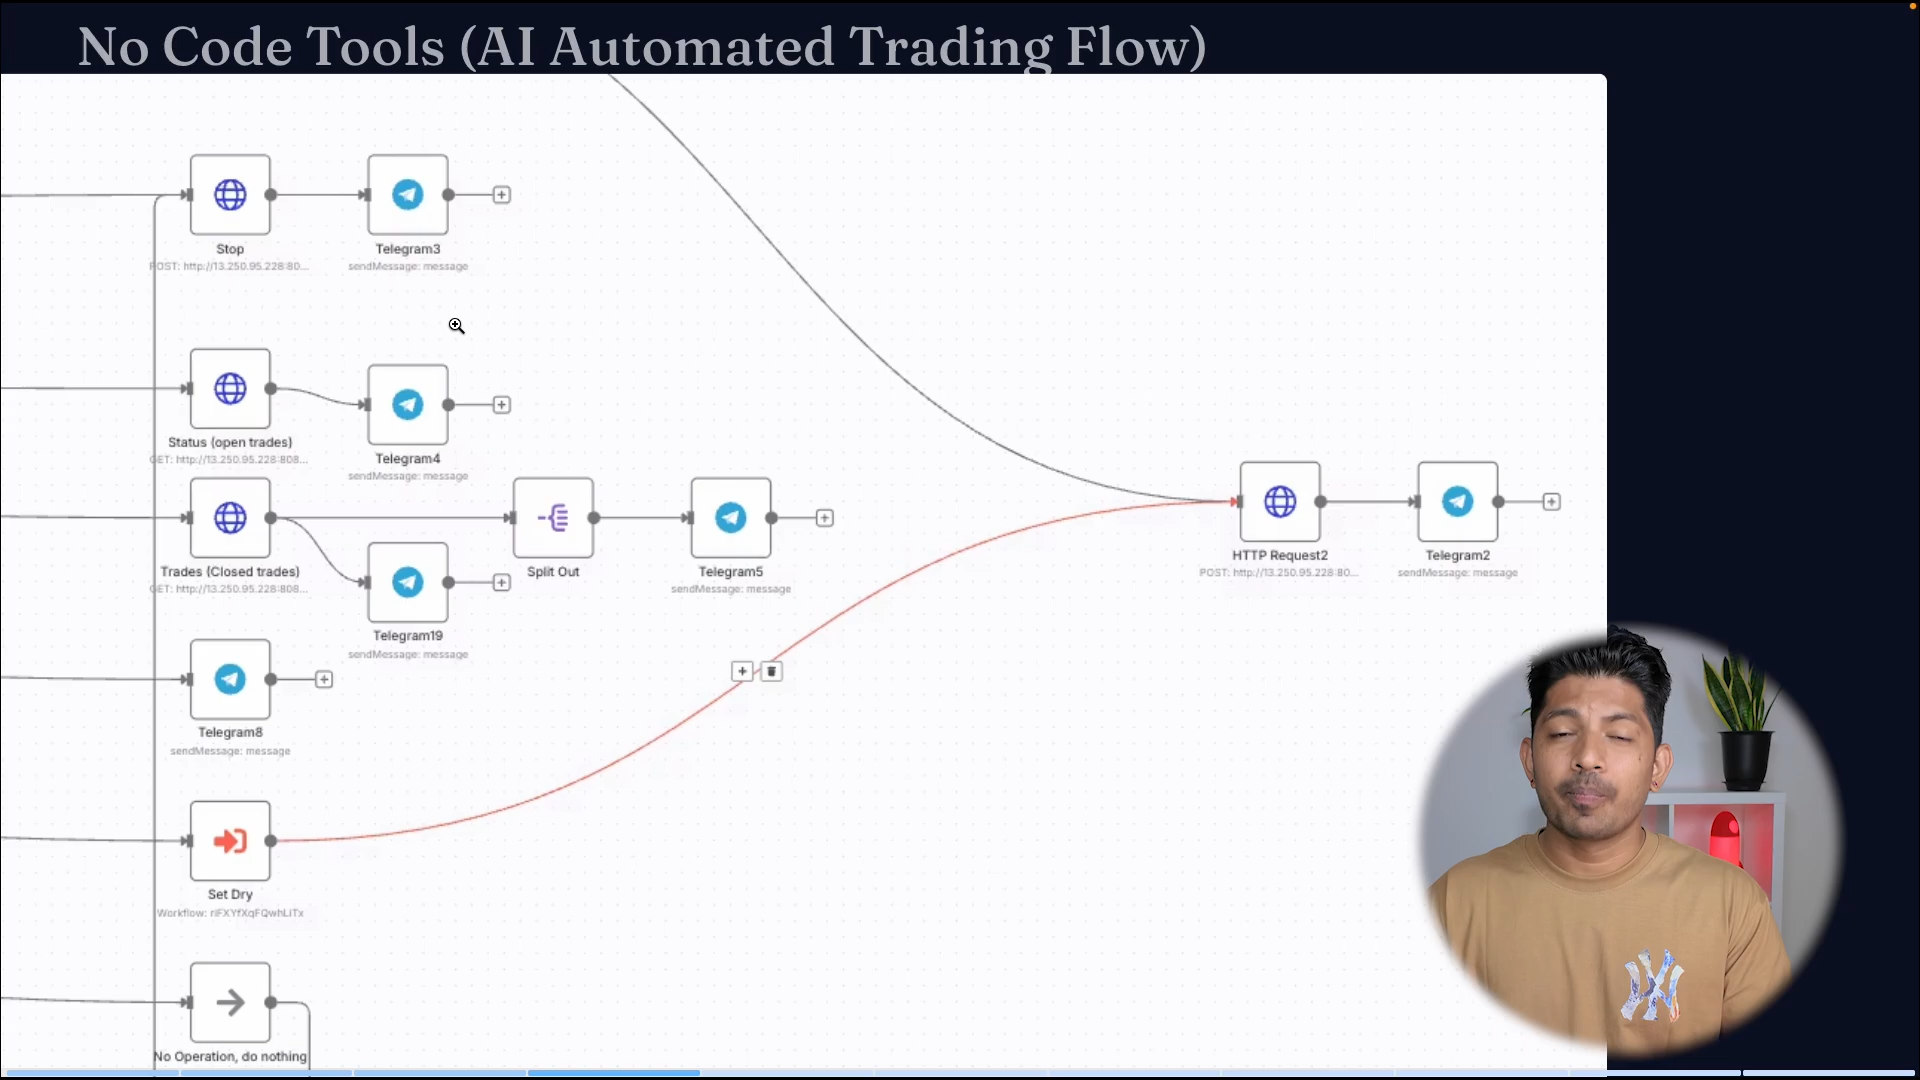 No Code Tools (AI Automated Trading Flow)
Stop
POST: http://13.250.95.228:80...
Telegram3
sendMessage: message
Status (open trades)
GET: http://13.250.95.228:808...
Telegram4
sendMessage: message
Trades (Closed trades)
GET: http://13.250.95.228:808...
Split Out
Telegram5
sendMessage: message
HTTP Request2
POST: http://13.250.95.228:80...
Telegram2
sendMessage: message
Telegram19
sendMessage: message
Telegram8
sendMessage: message
Set Dry
Workflow:
No Operation, do nothing